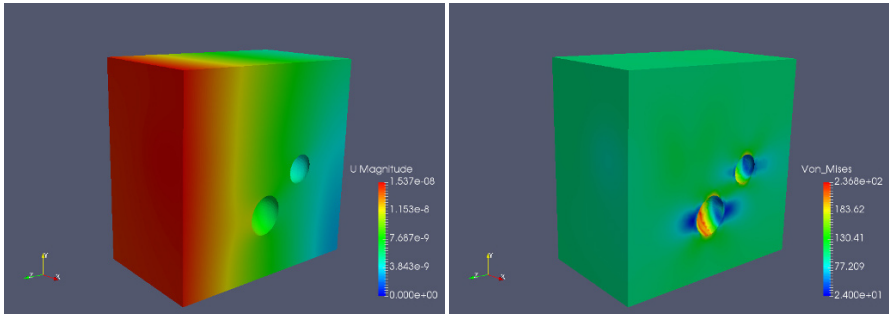 U Magnitude
1.537e-08
1.153e-8
7.687e-9
3.843e-9
0.000e+00
Von_Mises
2.368e+02
183.62
130.41
77.209
2.400e+01